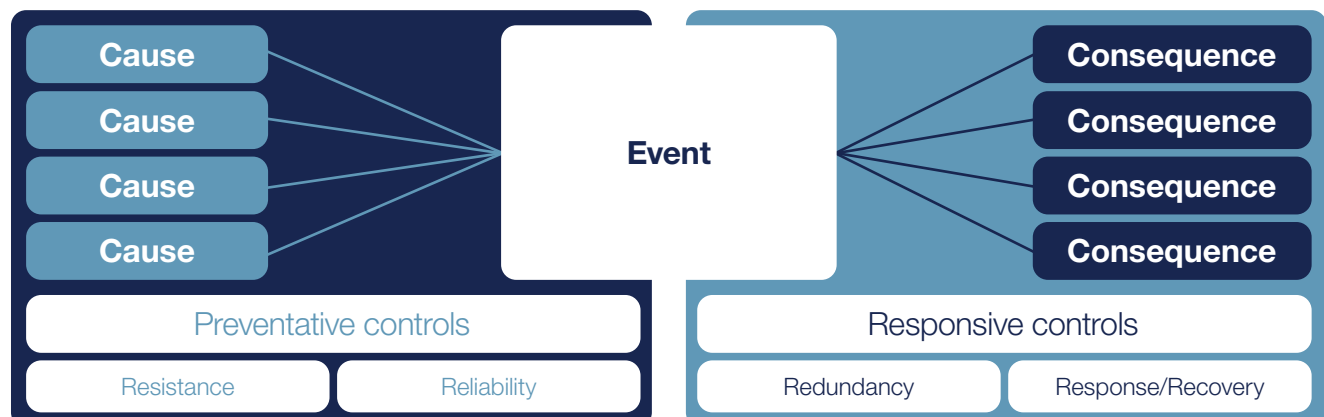 Cause
Cause
Cause
Cause
Event
Consequence
Consequence
Consequence
Consequence
Preventative controls
Resistance
Reliability
Responsive controls
Redundancy
Response/Recovery